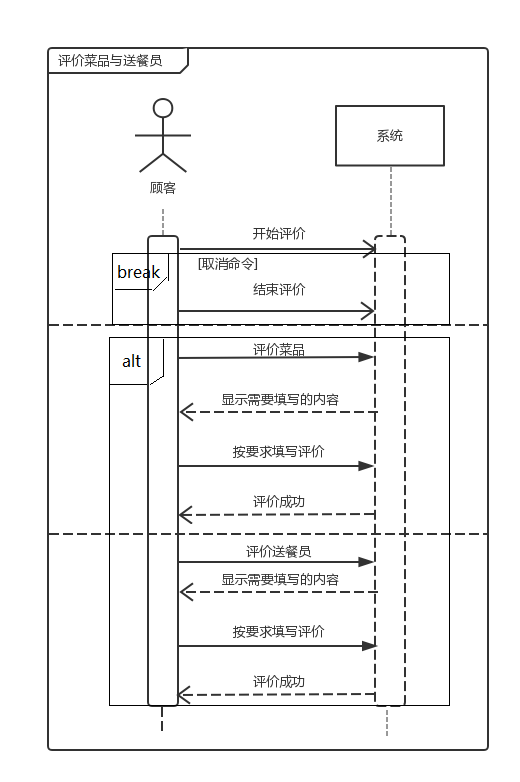 评价菜品与送餐员
系统
顾客
开始评价
[取消命令]
break
结束评价
评价菜品
alt
显示需要填写的内容
按要求填写评价
评价成功
评价送餐员
显示需要填写的内容
按要求填写评价
评价成功